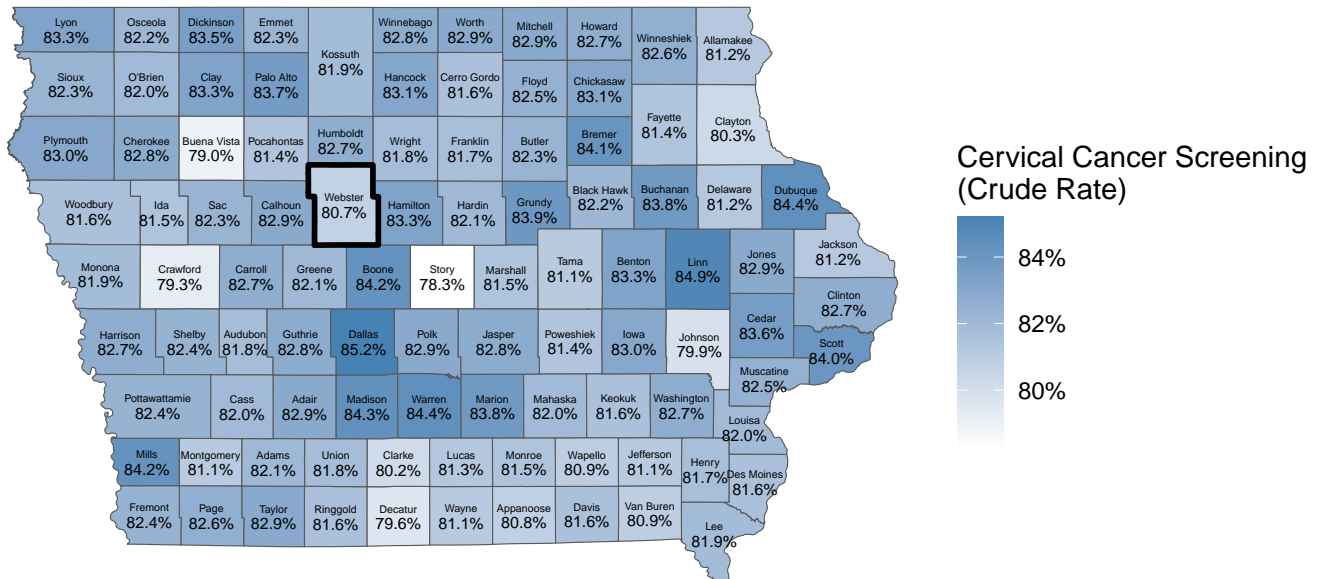 Lyon
83.3%
Osceola
82.2%
Dickinson
83.5%
Emmet
82.3%
Kossuth
81.9%
Winnebago
82.8%
Worth
82.9%
Mitchell
82.9%
Howard
82.7%
Winneshiek
82.6%
Allamakee
81.2%
Sioux
82.3%
O'Brien
82.0%
Clay
83.3%
Palo Alto
83.7%
Hancock
83.1%
Cerro Gordo
81.6%
Floyd
82.5%
Chickasaw
83.1%
Fayette
81.4%
Clayton
80.3%
Plymouth
83.0%
Cherokee
82.8%
Buena Vista
79.0%
Pocahontas
81.4%
Humboldt
82.7%
Wright
81.8%
Franklin
81.7%
Butler
82.3%
Bremer
84.1%
Woodbury
81.6%
Ida
81.5%
Sac
82.3%
Calhoun
82.9%
Webster
80.7%
Hamilton
83.3%
Hardin
82.1%
Grundy
83.9%
Black Hawk
82.2%
Buchanan
83.8%
Delaware
81.2%
Dubuque
84.4%
Monona
81.9%
Crawford
79.3%
Carroll
82.7%
Greene
82.1%
Boone
84.2%
Story
78.3%
Marshall
81.5%
Tama
81.1%
Benton
83.3%
Linn
84.9%
Jones
82.9%
Jackson
81.2%
Clinton
82.7%
Harrison
82.7%
Shelby
82.4%
Audubon
81.8%
Guthrie
82.8%
Dallas
85.2%
Polk
82.9%
Jasper
82.8%
Poweshiek
81.4%
Iowa
83.0%
Johnson
79.9%
Cedar
83.6%
Scott
84.0%
Muscatine
82.5%
Pottawattamie
82.4%
Cass
82.0%
Adair
82.9%
Madison
84.3%
Warren
84.4%
Marion
83.8%
Mahaska
82.0%
Keokuk
81.6%
Washington
82.7%
Louisa
82.0%
Mills
84.2%
Montgomery
81.1%
Adams
82.1%
Union
81.8%
Clarke
80.2%
Lucas
81.3%
Monroe
81.5%
Wapello
80.9%
Jefferson
81.1%
Henry
81.7%
Des Moines
81.6%
Fremont
82.4%
Page
82.6%
Taylor
82.9%
Ringgold
81.6%
Decatur
79.6%
Wayne
81.1%
Appanoose
80.8%
Davis
81.6%
Van Buren
80.9%
Lee
81.9%
Cervical Cancer Screening
(Crude Rate)
84%
82%
80%